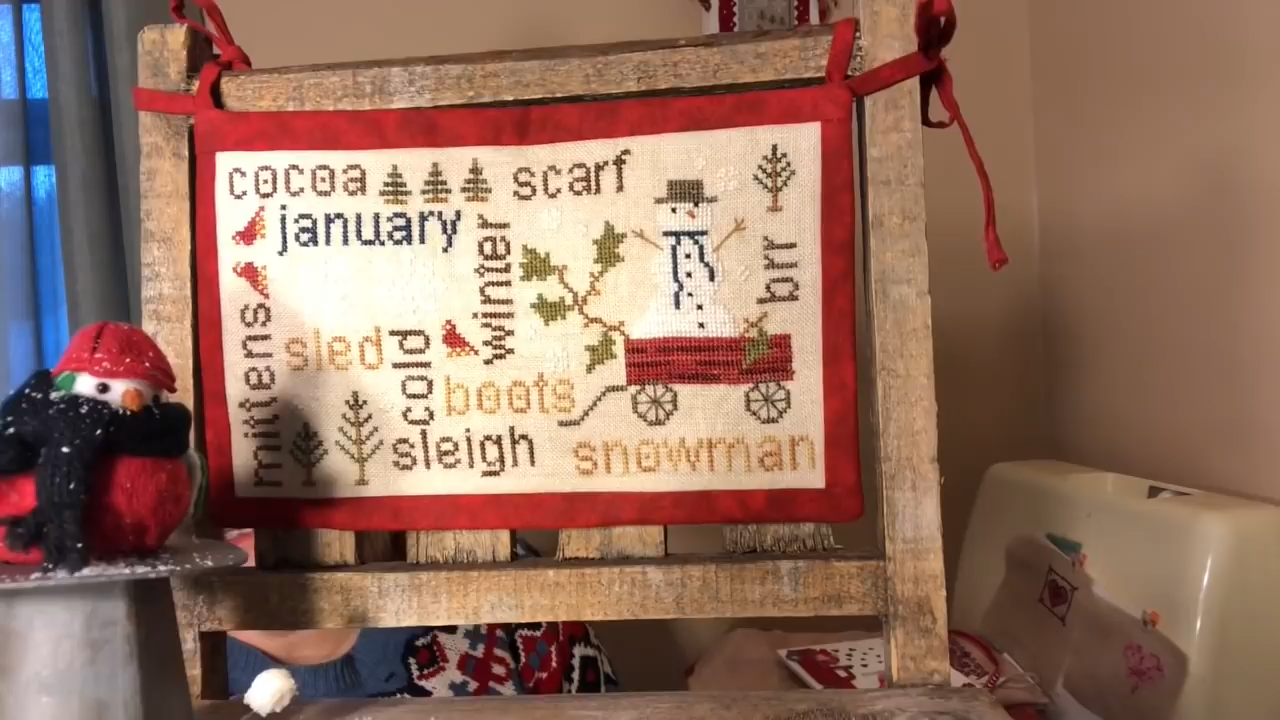 cocoa scarf
january
winter
brr
mittens
sled
cold
boots
sleigh
snowman